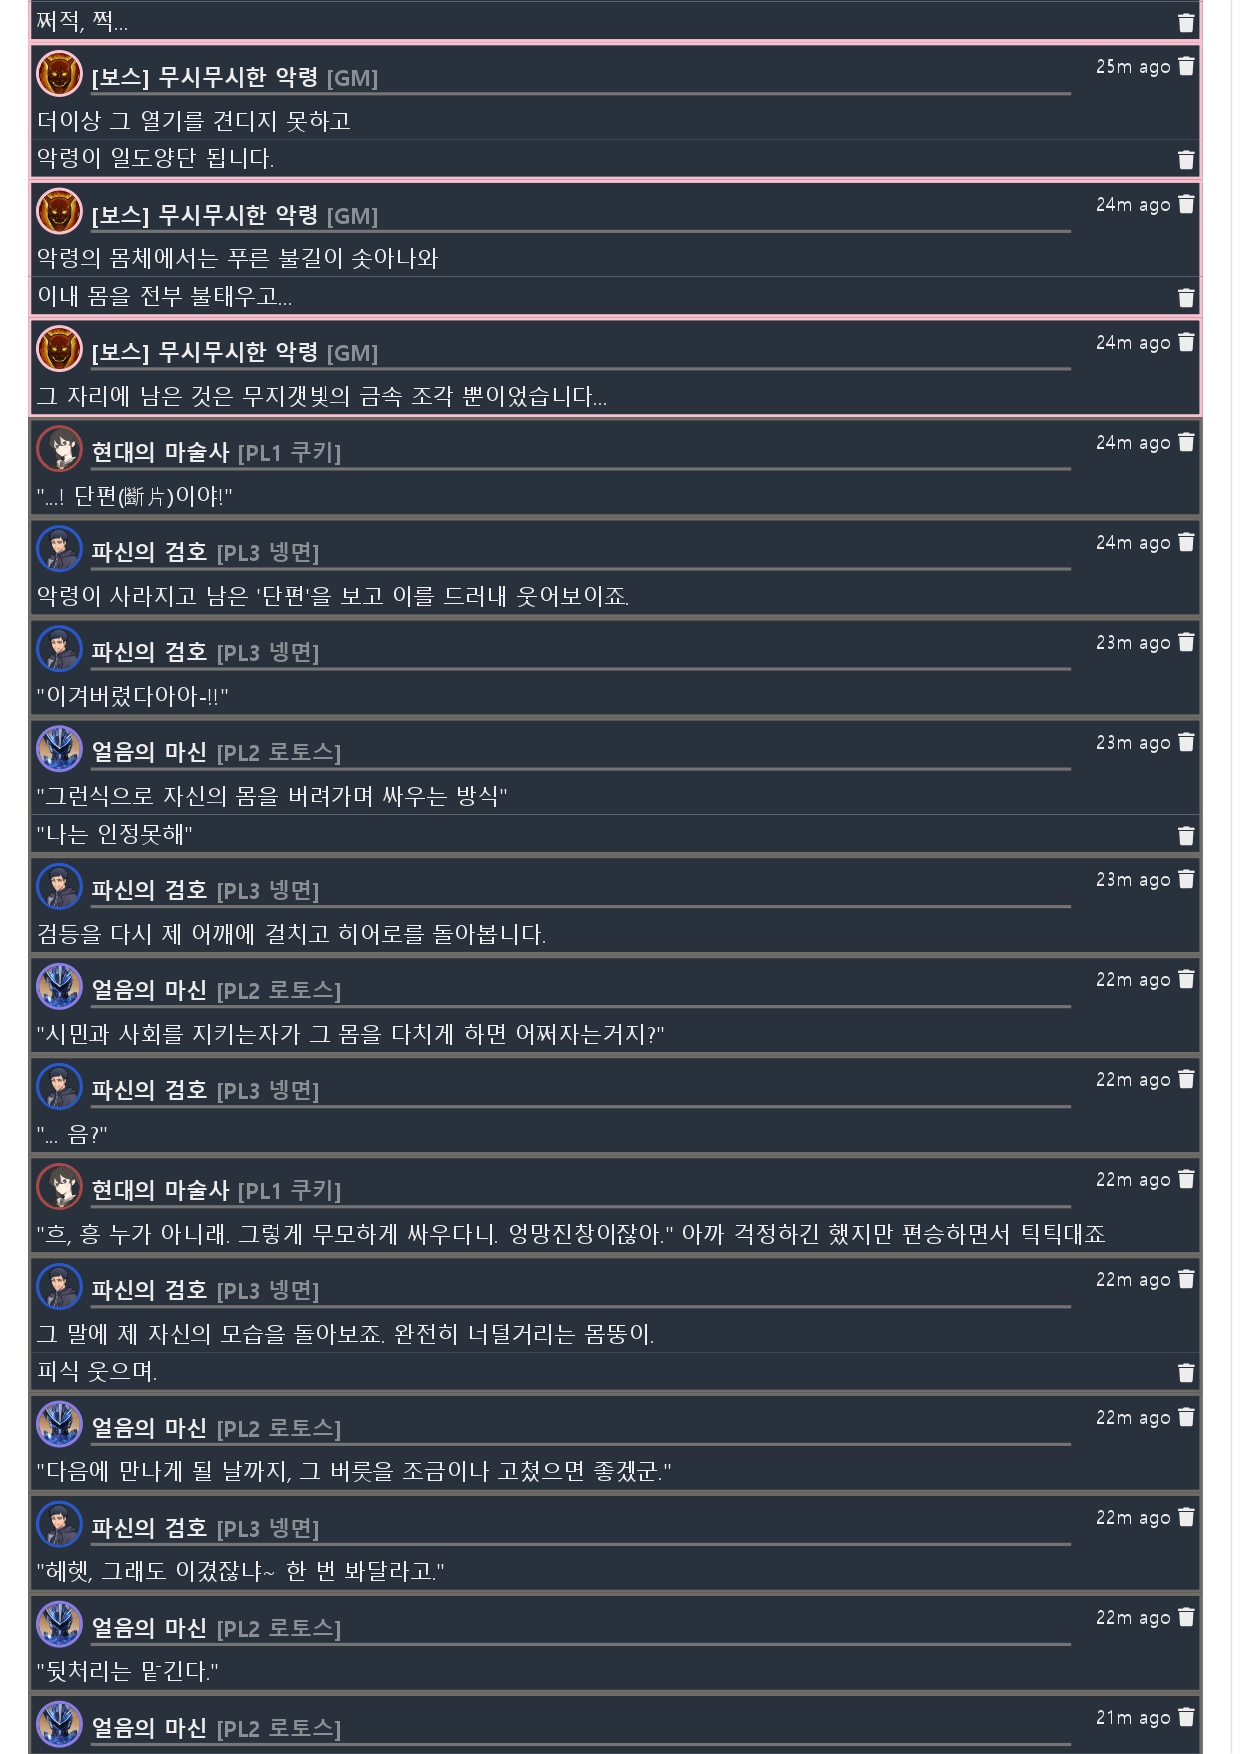 쩌적, 쩍...
[보스] 무시무시한 악령 [GM] 25m ago
더이상 그 열기를 견디지 못하고
악령이 일도양단 됩니다.
[보스] 무시무시한 악령 [GM] 24m ago
악령의 몸체에서는 푸른 불길이 솟아나와
이내 몸을 전부 불태우고...
[보스] 무시무시한 악령 [GM] 24m ago
그 자리에 남은 것은 무지갯빛의 금속 조각 뿐이었습니다...
현대의 마술사 [PL1 쿠키] 24m ago
"...! 단편(斷片)이야!"
파신의 검호 [PL3 넹면] 24m ago
악령이 사라지고 남은 '단편'을 보고 이를 드러내 웃어보이죠.
파신의 검호 [PL3 넹면] 23m ago
"이겨버렸다아아-!!"
얼음의 마신 [PL2 로토스] 23m ago
"그런식으로 자신의 몸을 버려가며 싸우는 방식"
"나는 인정못해"
파신의 검호 [PL3 넹면] 23m ago
검등을 다시 제 어깨에 걸치고 히어로를 돌아봅니다.
얼음의 마신 [PL2 로토스] 22m ago
"시민과 사회를 지키는자가 그 몸을 다치게 하면 어쩌자는거지?"
파신의 검호 [PL3 넹면] 22m ago
"... 음?"
현대의 마술사 [PL1 쿠키] 22m ago
"흐, 흥 누가 아니래. 그렇게 무모하게 싸우다니. 엉망진창이잖아." 아까 걱정하긴 했지만 편승하면서 틱틱대죠
파신의 검호 [PL3 넹면] 22m ago
그 말에 제 자신의 모습을 돌아보죠. 완전히 너덜거리는 몸뚱이.
피식 웃으며.
얼음의 마신 [PL2 로토스] 22m ago
"다음에 만나게 될 날까지, 그 버릇을 조금이나 고쳤으면 좋겠군."
파신의 검호 [PL3 넹면] 22m ago
"헤헷, 그래도 이겼잖냐~ 한 번 봐달라고."
얼음의 마신 [PL2 로토스] 22m ago
"뒷처리는 맡긴다."
얼음의 마신 [PL2 로토스] 21m ago